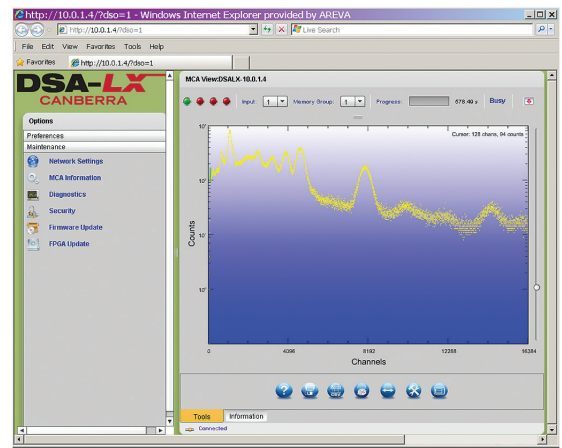 http://10.0.1.4/?dso=1 - Windows Internet Explorer provided by AREVA
http://10.0.1.4/?dso=1
Live Search
File Edit View Favorites Tools Help
Favorites http://10.0.1.4/?dso=1
DSA-LX
CANBERRA
Options
Preferences
Maintenance
Network Settings
MCA Information
Diagnostics
Security
Firmware Update
FPGA Update
MCA View:DSALX-10.0.1.4
Input: 1 Memory Group: 1 Progress: 678.49 s Busy
Cursor: 128 chans, 94 counts
Counts
0 4096 8192 12288 16384
Channels
Tools Information
Connected